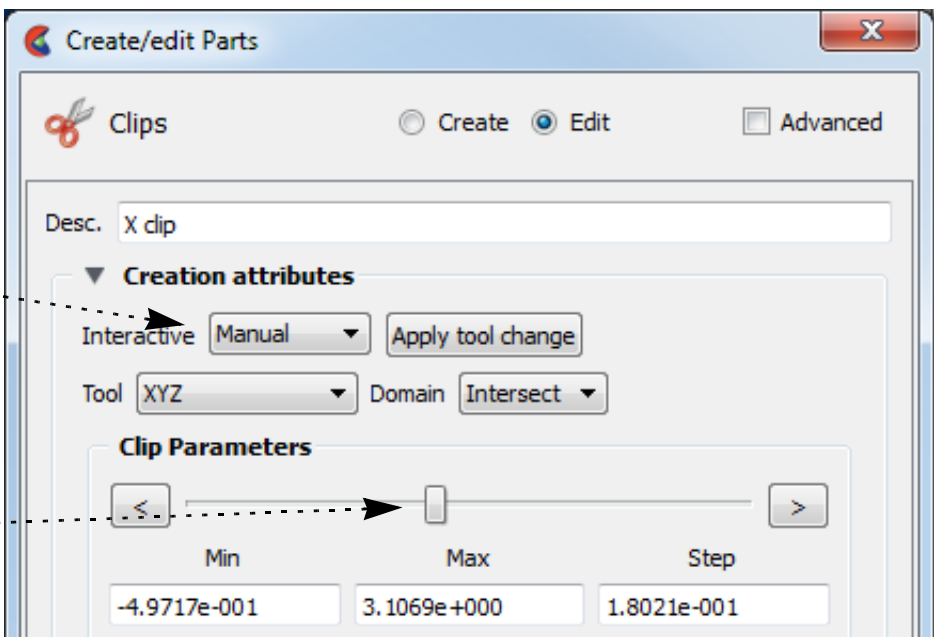 Create/edit Parts
x
Clips Create Edit Advanced
Desc. X clip
Creation attributes
Interactive Manual Apply tool change
Tool XYZ Domain Intersect
Clip Parameters
< >
Min Max Step
-4.9717e-001 3.1069e+000 1.8021e-001